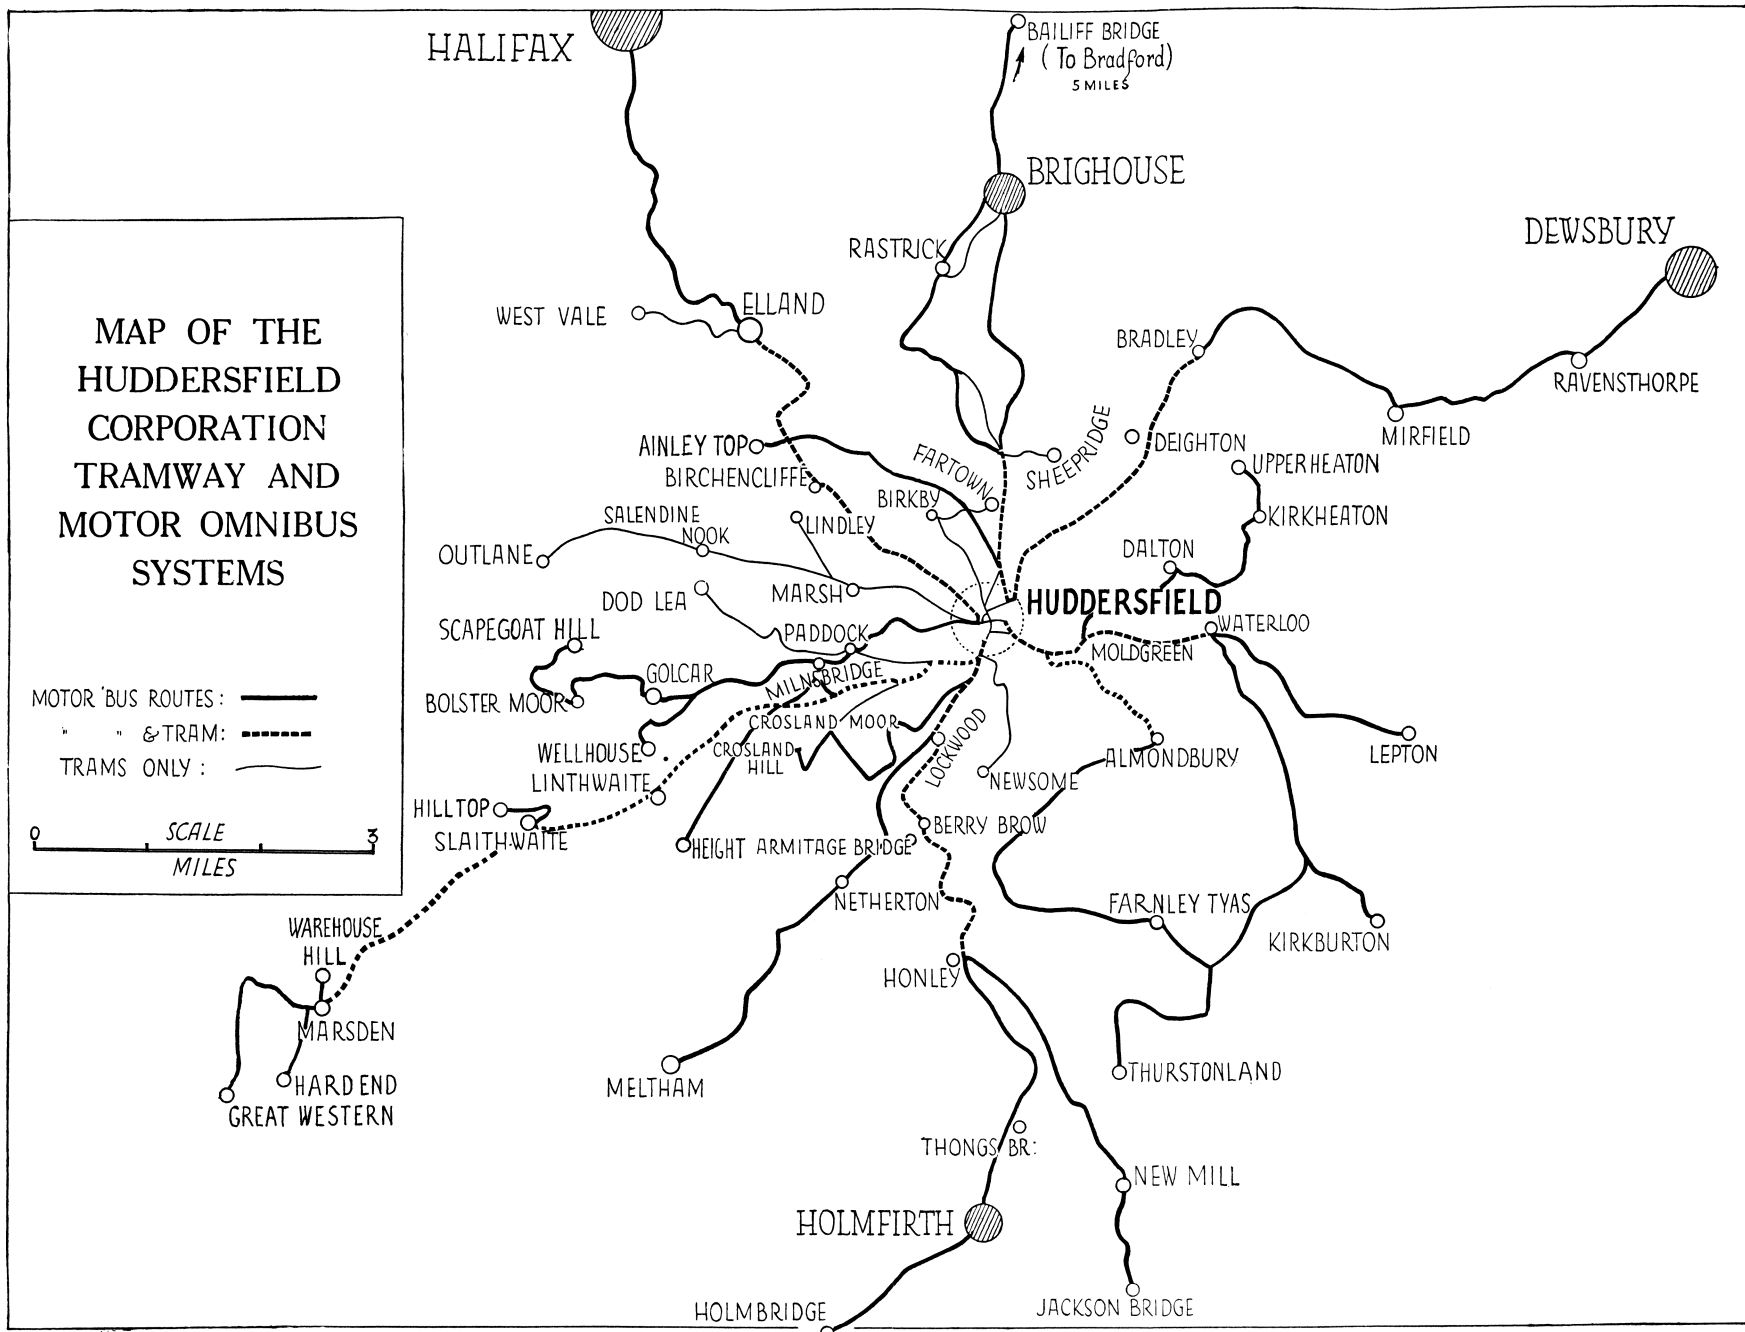 HALIFAX
BAILIFF BRIDGE
(To Bradford)
5 MILES
BRIGHOUSE
DEWSBURY
RASTRICK
ELLAND
WEST VALE
BRADLEY
RAVENSTHORPE
MIRFIELD
MAP OF THE
HUDDERSFIELD
CORPORATION
TRAMWAY AND
MOTOR OMNIBUS
SYSTEMS
MOTOR 'BUS ROUTES:
" " & TRAM:
TRAMS ONLY:
0 SCALE 3
MILES
AINLEY TOP
BIRCHENCLIFFE
FARTOWN
SHEEPRIDGE
DEIGHTON
UPPER HEATON
BIRKBY
KIRKHEATON
SALENDINE
NOOK
LINDLEY
OUTLANE
DALTON
DOD LEA
MARSH
HUDDERSFIELD
SCAPEGOAT HILL
PADDOCK
WATERLOO
MOLDGREEN
GOLCAR
MILNSBRIDGE
BOLSTER MOOR
CROSLAND MOOR
LOCKWOOD
WELLHOUSE
CROSLAND
HILL
ALMONDBURY
LEPTON
LINTHWAITE
NEWSOME
HILL TOP
SLAITHWAITE
BERRY BROW
HEIGHT
ARMITAGE BRIDGE
NETHERTON
FARNLEY TYAS
KIRKBURTON
WAREHOUSE
HILL
HONLEY
MARSDEN
HARD END
GREAT WESTERN
MELTHAM
THURSTONLAND
THONGS BR:
NEW MILL
HOLMFIRTH
HOLMBRIDGE
JACKSON BRIDGE